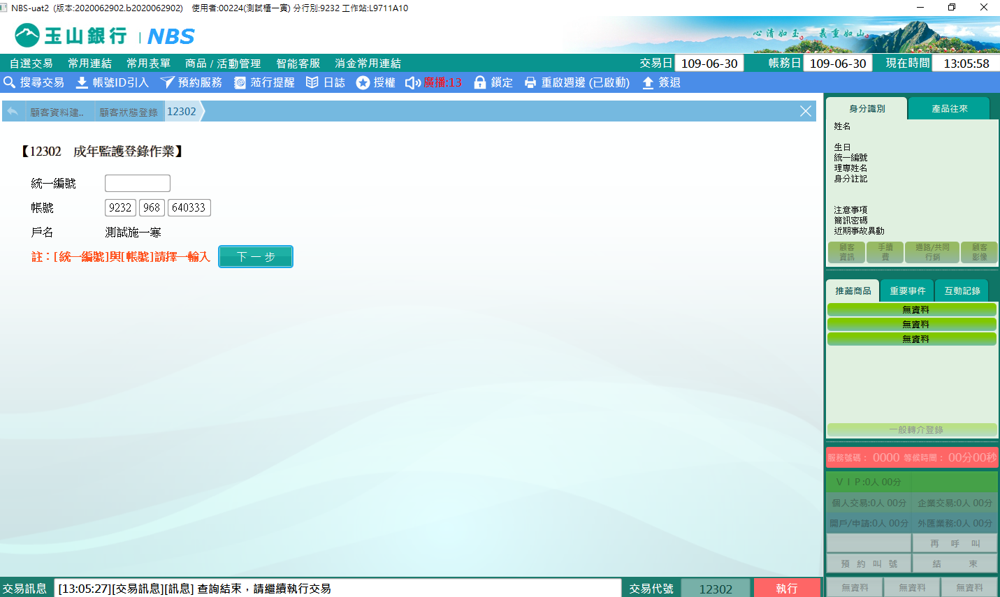 NBS-uat2 (版本:2020062902.b2020062902) 使用者:00224(測試櫃一寅) 分行別:9232 工作站:L9711A10
玉山銀行 NBS
心清如玉。義重如山。
自選交易 常用連結 常用表單 商品 / 活動管理 智能客服 消金常用連結 交易日 109-06-30 帳務日 109-06-30 現在時間 13:05:58
搜尋交易 帳號ID引入 預約服務 蒞行提醒 日誌 授權 廣播:13 鎖定 重啟週邊 (已啟動) 簽退
顧客資料建.. 顧客狀態登錄 12302
【12302 成年監護登錄作業】
統一編號
帳號 9232 968 640333
戶名 測試施一寒
註：[統一編號]與[帳號]請擇一輸入 下一步
身分識別 產品往來
姓名
生日
統一編號
理專姓名
身分註記
注意事項
簡訊密碼
近期事故異動
顧客資訊 手續費 通路/共同行銷 顧客影像
推薦商品 重要事件 互動記錄
無資料
無資料
無資料
一般轉介登錄
服務號碼： 0000 等候時間： 00分00秒
ＶＩＰ:0人 00分
個人交易:0人 00分 企業交易:0人 00分
開戶/申請:0人 00分 外匯業務:0人 00分
再呼叫
預約叫號 結束
無資料 無資料 無資料
交易訊息 [13:05:27][交易訊息][訊息] 查詢結束，請繼續執行交易 交易代號 12302 執行